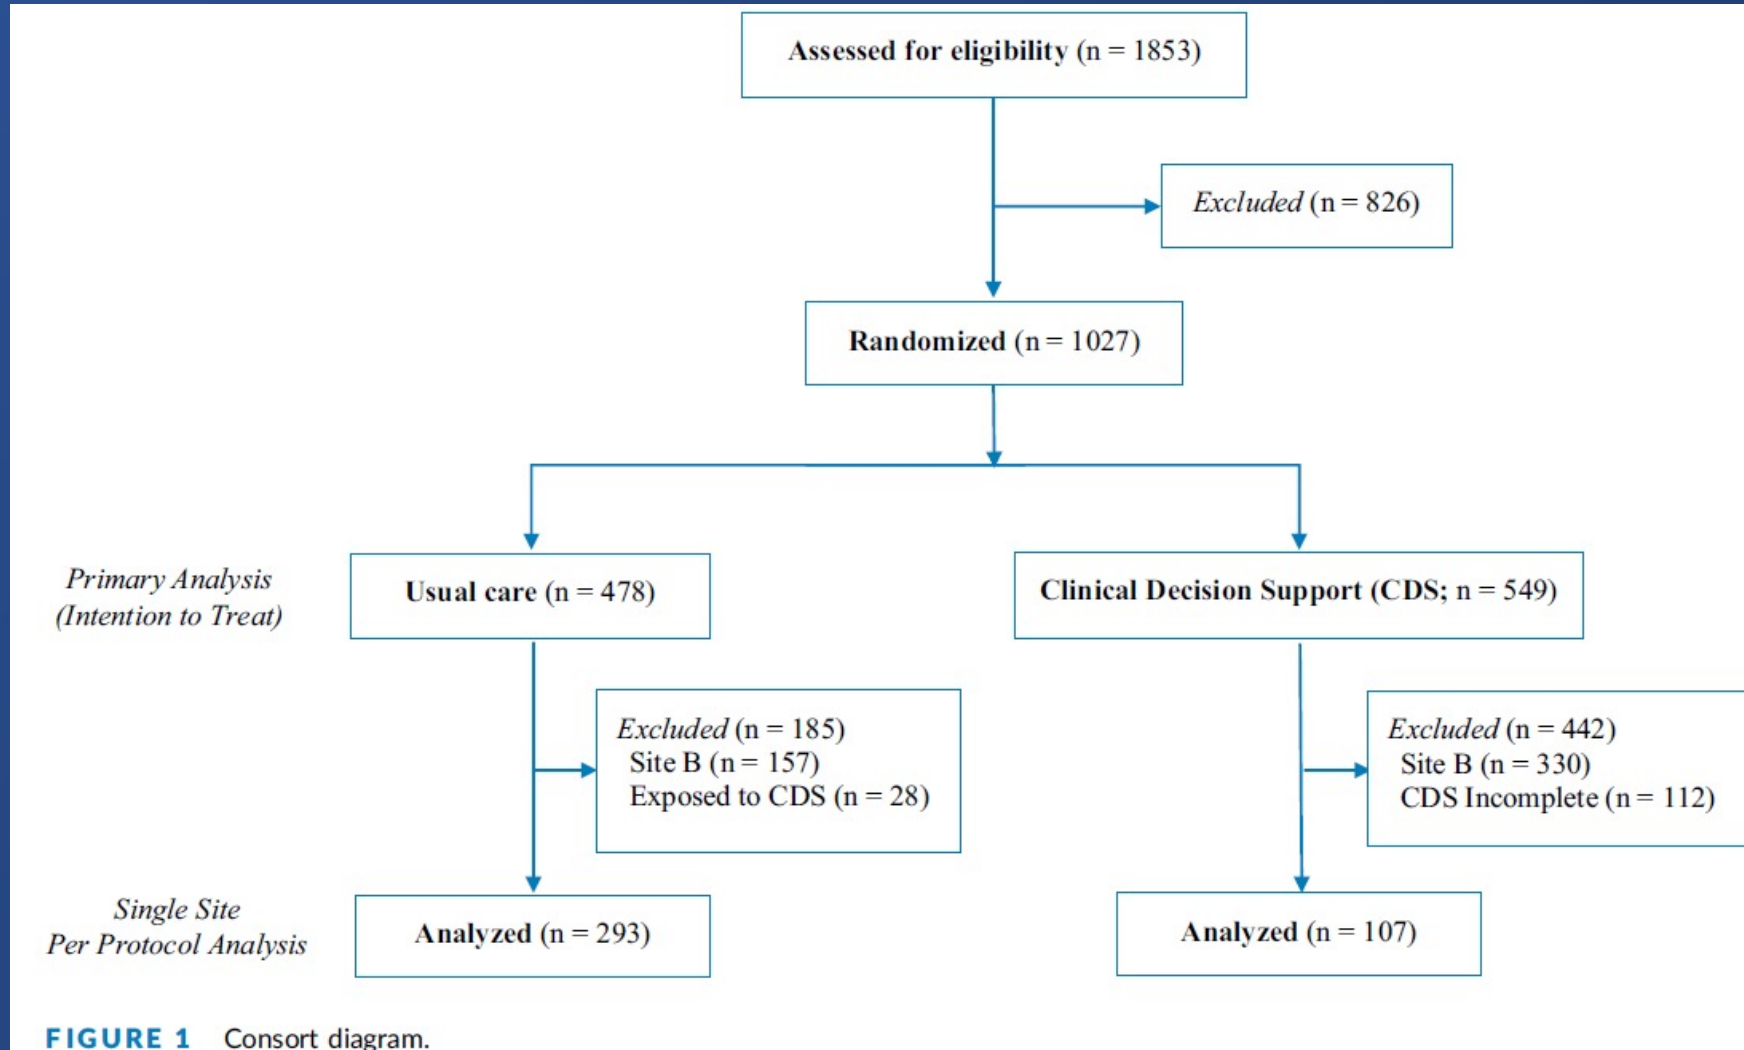 Assessed for eligibility (n = 1853)
Excluded (n = 826)
Randomized (n = 1027)
Primary Analysis
(Intention to Treat)
Usual care (n = 478)
Clinical Decision Support (CDS; n = 549)
Excluded (n = 185)
Site B (n = 157)
Exposed to CDS (n = 28)
Excluded (n = 442)
Site B (n = 330)
CDS Incomplete (n = 112)
Single Site
Per Protocol Analysis
Analyzed (n = 293)
Analyzed (n = 107)
FIGURE 1 Consort diagram.